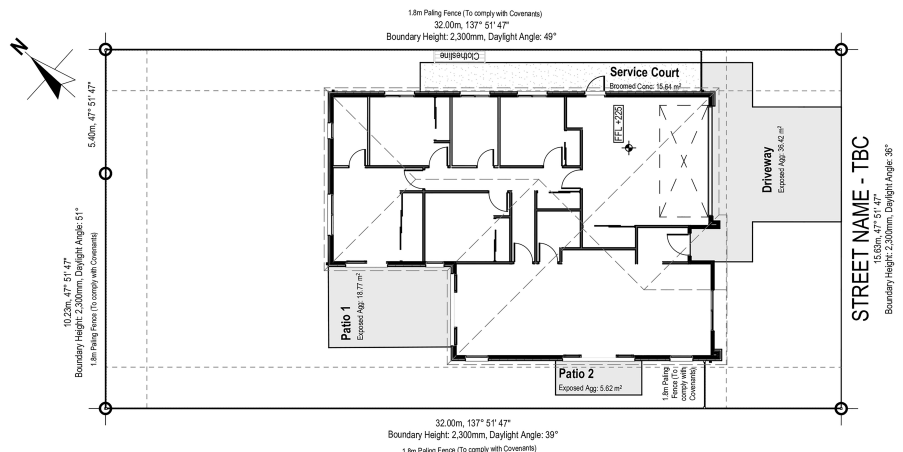 1.8m Paling Fence (To comply with Covenants)
32.00m, 137° 51' 47"
Boundary Height: 2,300mm, Daylight Angle: 49°
N
Clothesline
Service Court
Broomed Conc: 15.64 m²
5.40m, 47° 51' 47"
FFL +225
Driveway
Exposed Agg: 36.42 m²
STREET NAME - TBC
15.63m, 47° 51' 47"
Boundary Height: 2,300mm, Daylight Angle: 36°
10.23m, 47° 51' 47"
Boundary Height: 2,300mm, Daylight Angle: 51°
1.8m Paling Fence (To comply with Covenants)
Patio 1
Exposed Agg: 18.77 m²
Patio 2
Exposed Agg: 5.62 m²
1.8m Paling
Fence (To
comply with
Covenants)
32.00m, 137° 51' 47"
Boundary Height: 2,300mm, Daylight Angle: 39°
1.8m Paling Fence (To comply with Covenants)